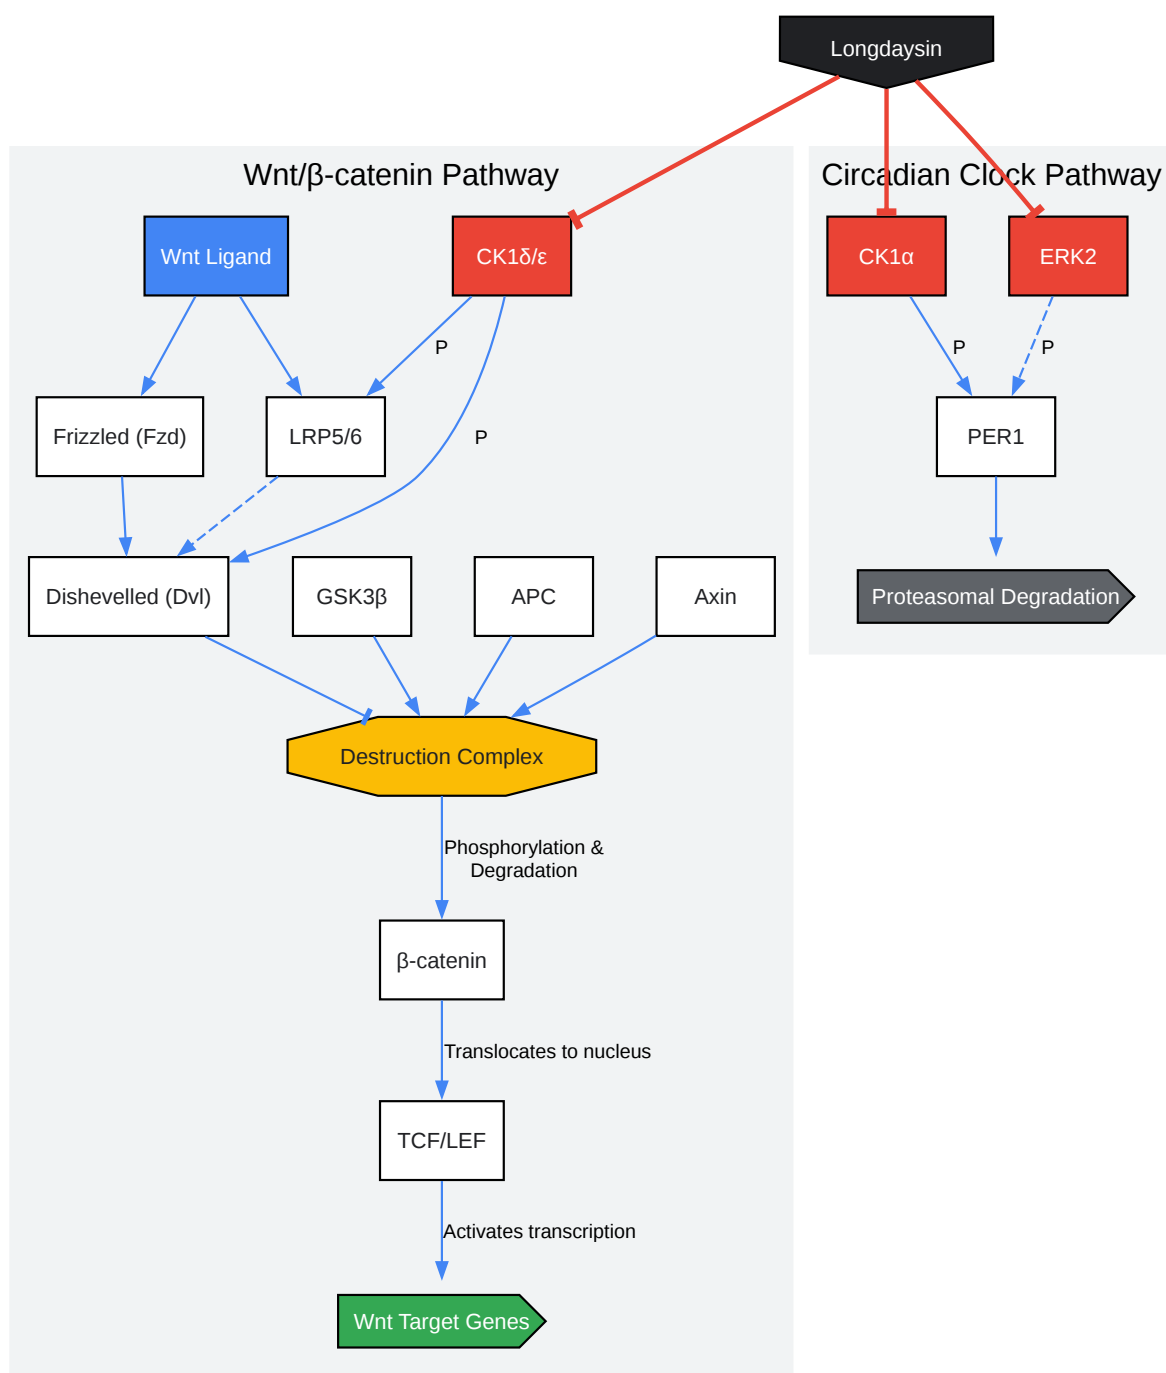 Longdaysin
Wnt/β-catenin Pathway
Circadian Clock Pathway
Wnt Ligand
CK1δ/ε
CK1α
ERK2
P
P
P
Frizzled (Fzd)
LRP5/6
P
PER1
Dishevelled (Dvl)
GSK3β
APC
Axin
Proteasomal Degradation
Destruction Complex
Phosphorylation &
Degradation
β-catenin
Translocates to nucleus
TCF/LEF
Activates transcription
Wnt Target Genes